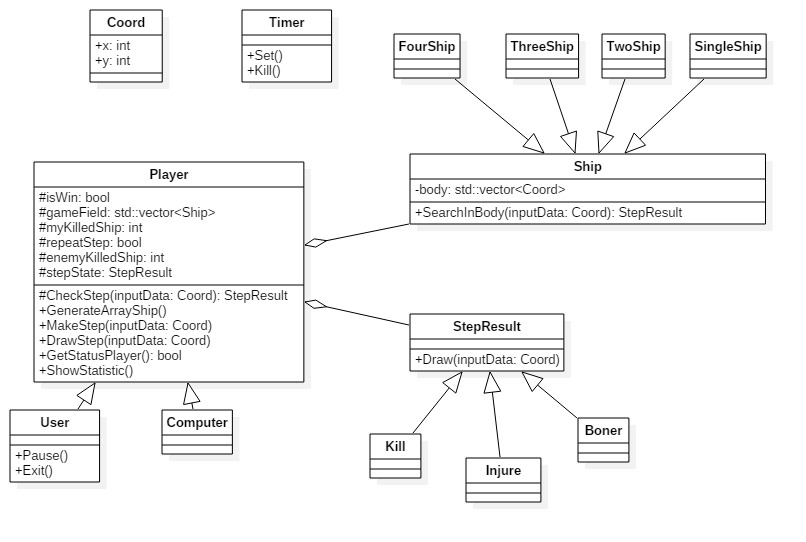 Coord
+x: int
+y: int
Timer
+Set()
+Kill()
FourShip
ThreeShip
TwoShip
SingleShip
Player
#isWin: bool
#gameField: std::vector<Ship>
#myKilledShip: int
#repeatStep: bool
#enemyKilledShip: int
#stepState: StepResult
#CheckStep(inputData: Coord): StepResult
+GenerateArrayShip()
+MakeStep(inputData: Coord)
+DrawStep(inputData: Coord)
+GetStatusPlayer(): bool
+ShowStatistic()
Ship
-body: std::vector<Coord>
+SearchInBody(inputData: Coord): StepResult
StepResult
+Draw(inputData: Coord)
User
+Pause()
+Exit()
Computer
Kill
Injure
Boner